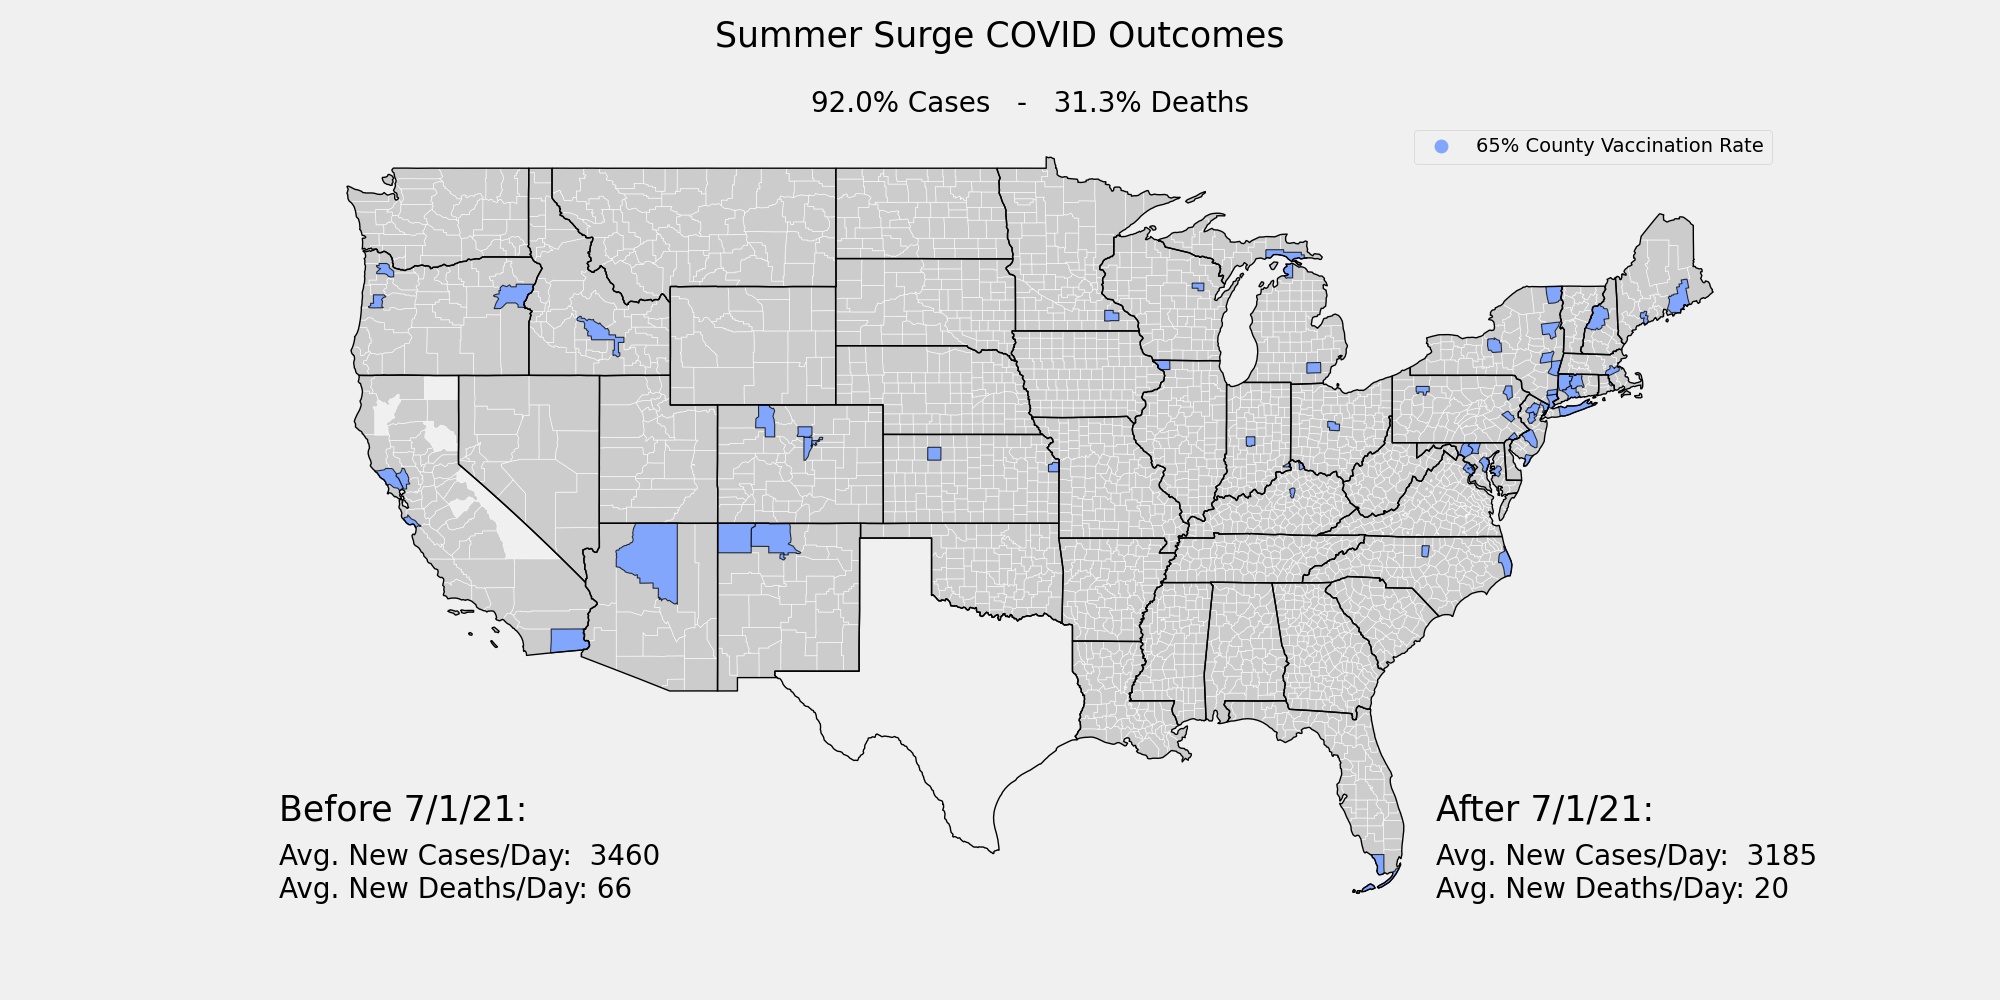 Summer Surge COVID Outcomes
92.0% Cases - 31.3% Deaths
65% County Vaccination Rate
Before 7/1/21:
Avg. New Cases/Day: 3460
Avg. New Deaths/Day: 66
After 7/1/21:
Avg. New Cases/Day: 3185
Avg. New Deaths/Day: 20